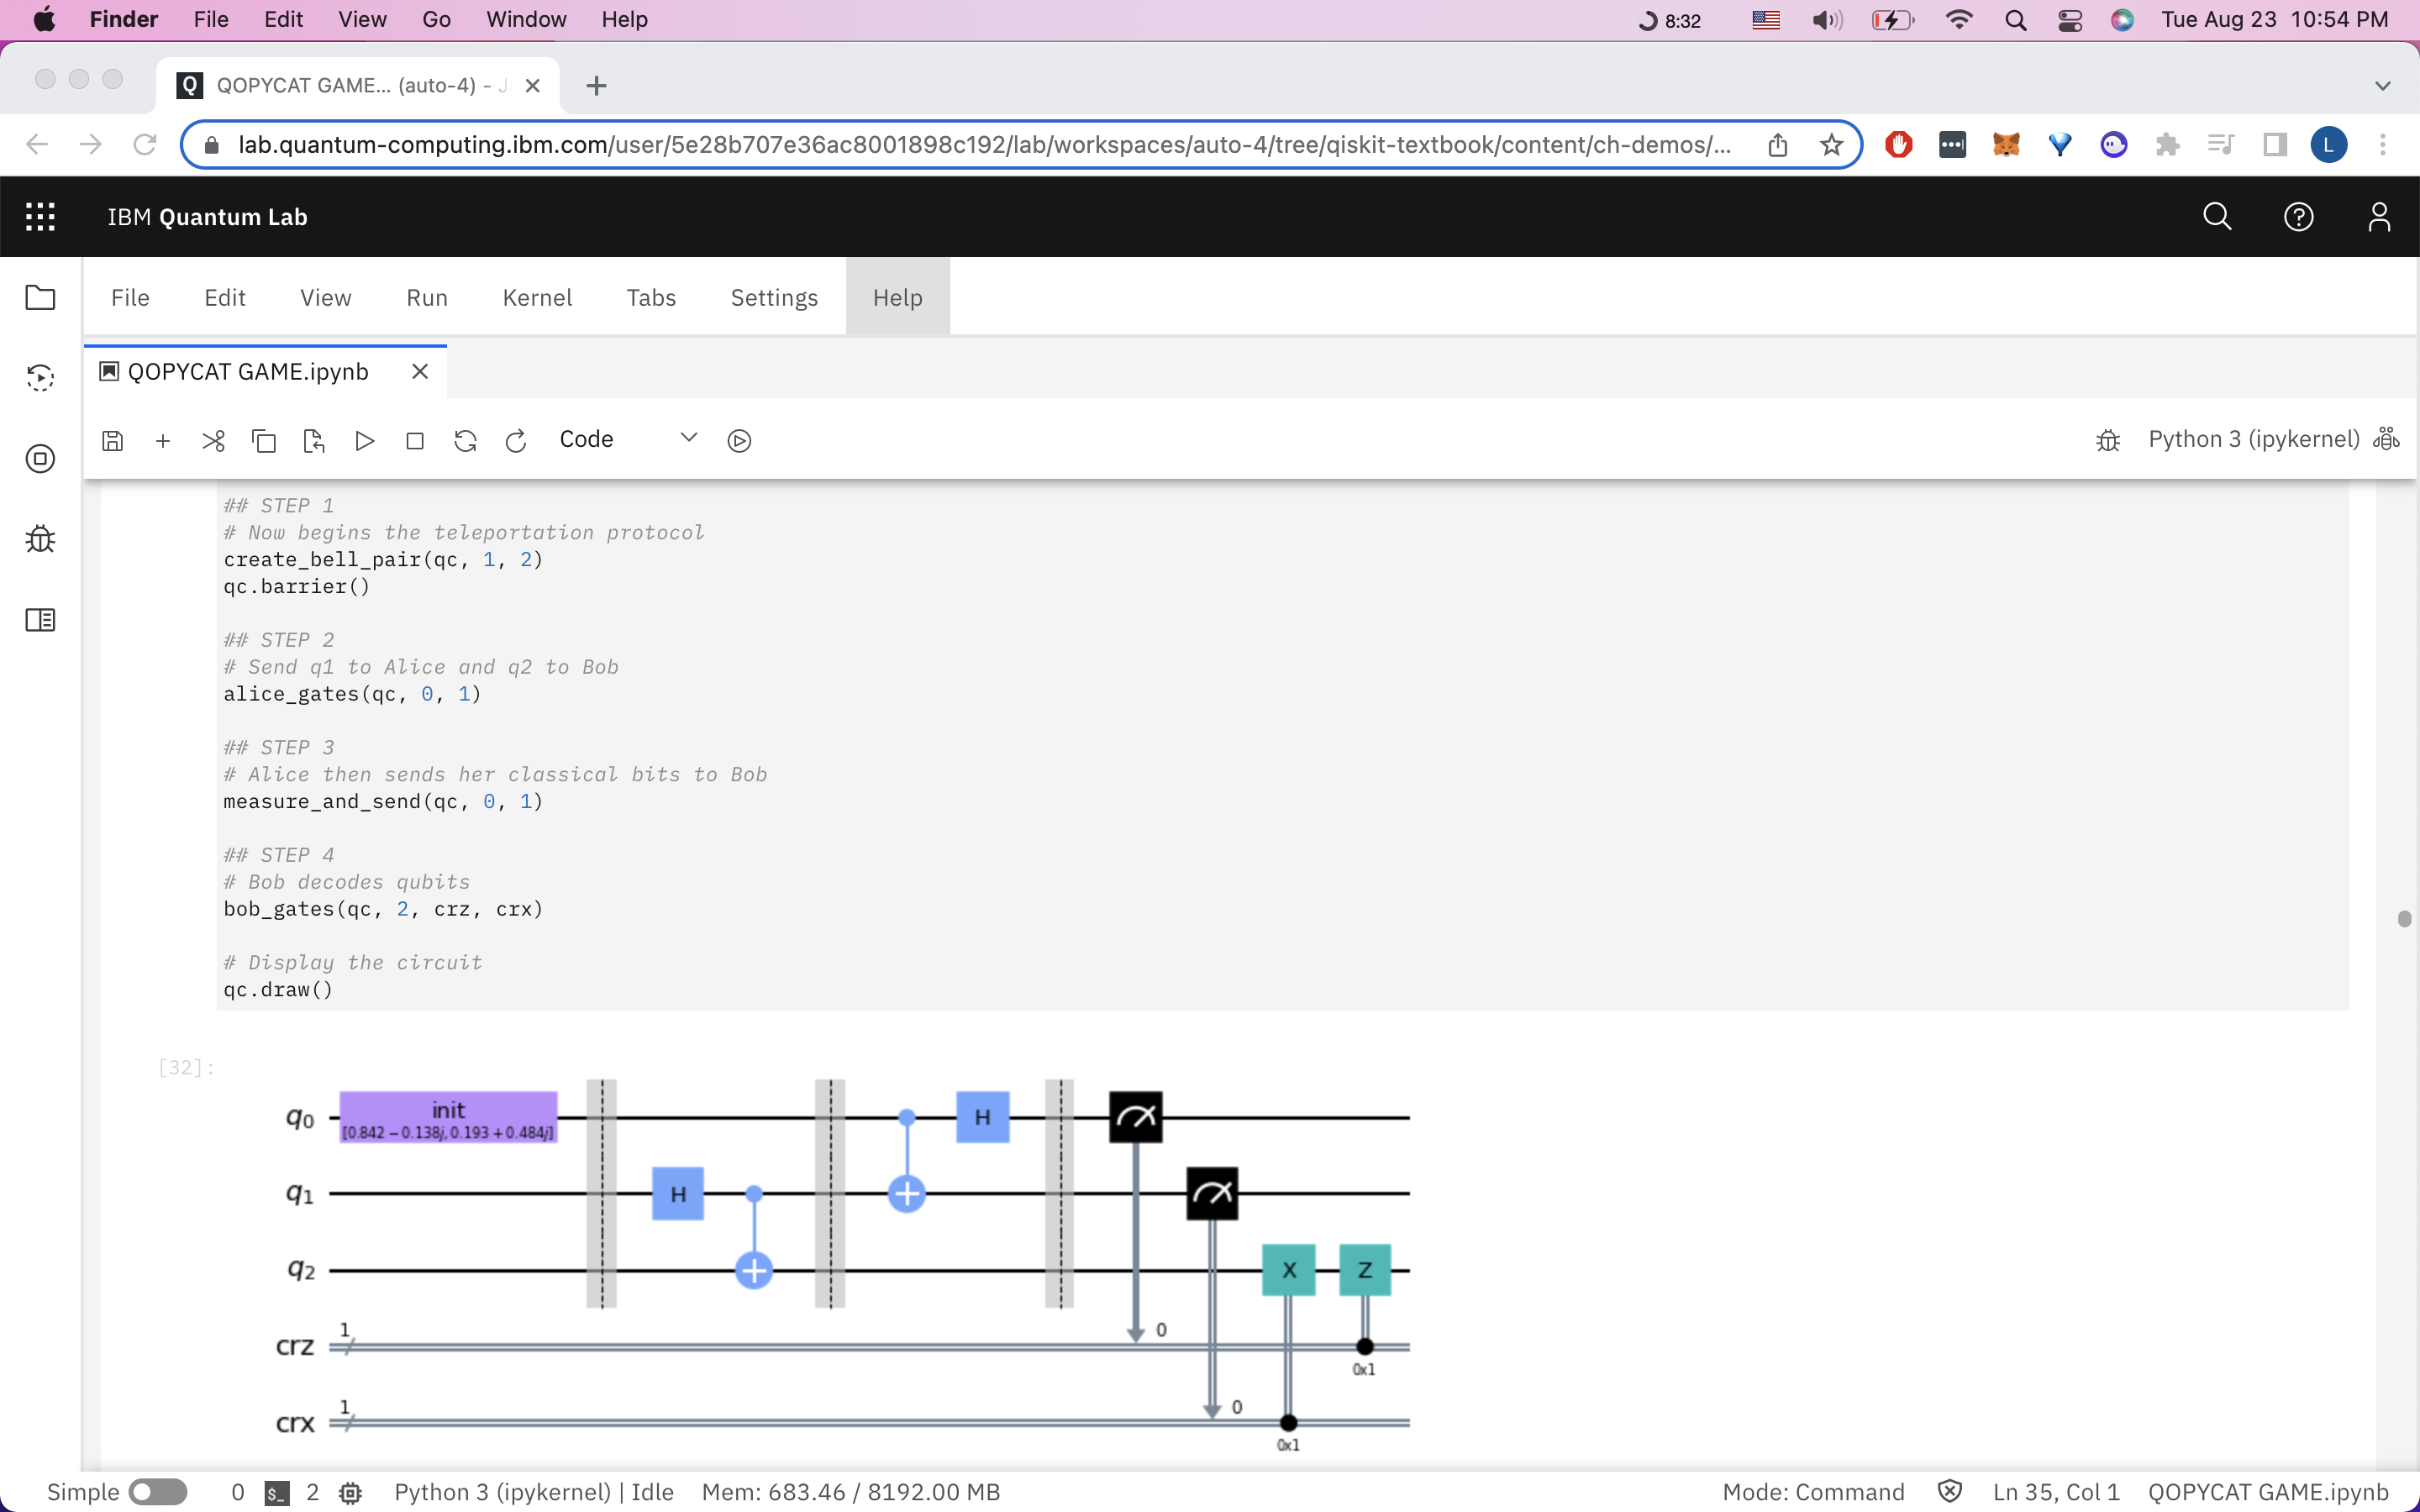 Finder File Edit View Go Window Help 8:32 Tue Aug 23 10:54 PM
QOPYCAT GAME... (auto-4) - J
lab.quantum-computing.ibm.com/user/5e28b707e36ac8001898c192/lab/workspaces/auto-4/tree/qiskit-textbook/content/ch-demos/... L
IBM Quantum Lab
File Edit View Run Kernel Tabs Settings Help
QOPYCAT GAME.ipynb
Code Python 3 (ipykernel)
## STEP 1
# Now begins the teleportation protocol
create_bell_pair(qc, 1, 2)
qc.barrier()
## STEP 2
# Send q1 to Alice and q2 to Bob
alice_gates(qc, 0, 1)
## STEP 3
# Alice then sends her classical bits to Bob
measure_and_send(qc, 0, 1)
## STEP 4
# Bob decodes qubits
bob_gates(qc, 2, crz, crx)
# Display the circuit
qc.draw()
[32]:
q0 init H
[0.842 − 0.138j, 0.193 + 0.484j]
q1 H
q2 X Z
crz 1 0
0x1
crx 1 0
0x1
Simple 0 $_ 2 Python 3 (ipykernel) | Idle Mem: 683.46 / 8192.00 MB Mode: Command Ln 35, Col 1 QOPYCAT GAME.ipynb